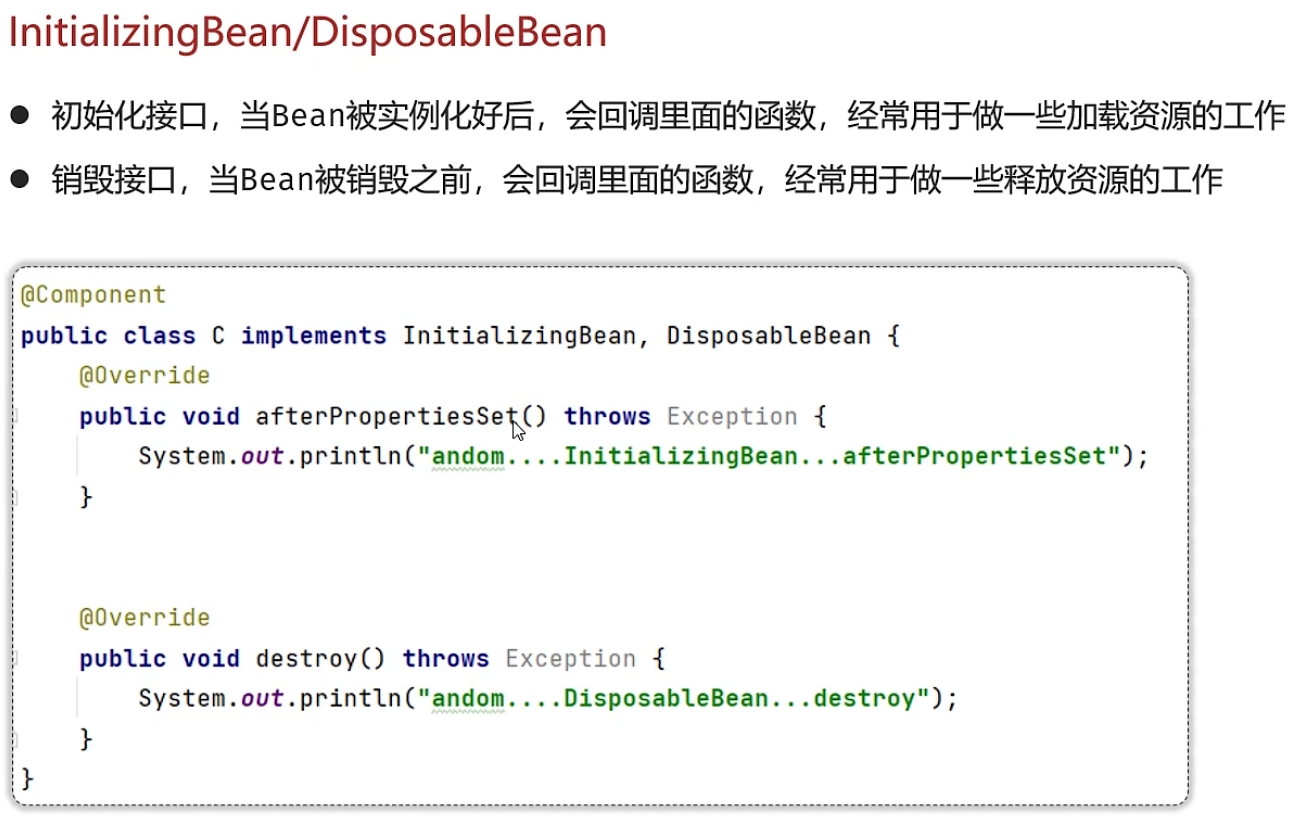 InitializingBean/DisposableBean
● 初始化接口，当Bean被实例化好后，会回调里面的函数，经常用于做一些加载资源的工作
● 销毁接口，当Bean被销毁之前，会回调里面的函数，经常用于做一些释放资源的工作
@Component
public class C implements InitializingBean, DisposableBean {
    @Override
    public void afterPropertiesSet() throws Exception {
        System.out.println("andom....InitializingBean...afterPropertiesSet");
    }
    @Override
    public void destroy() throws Exception {
        System.out.println("andom....DisposableBean...destroy");
    }
}